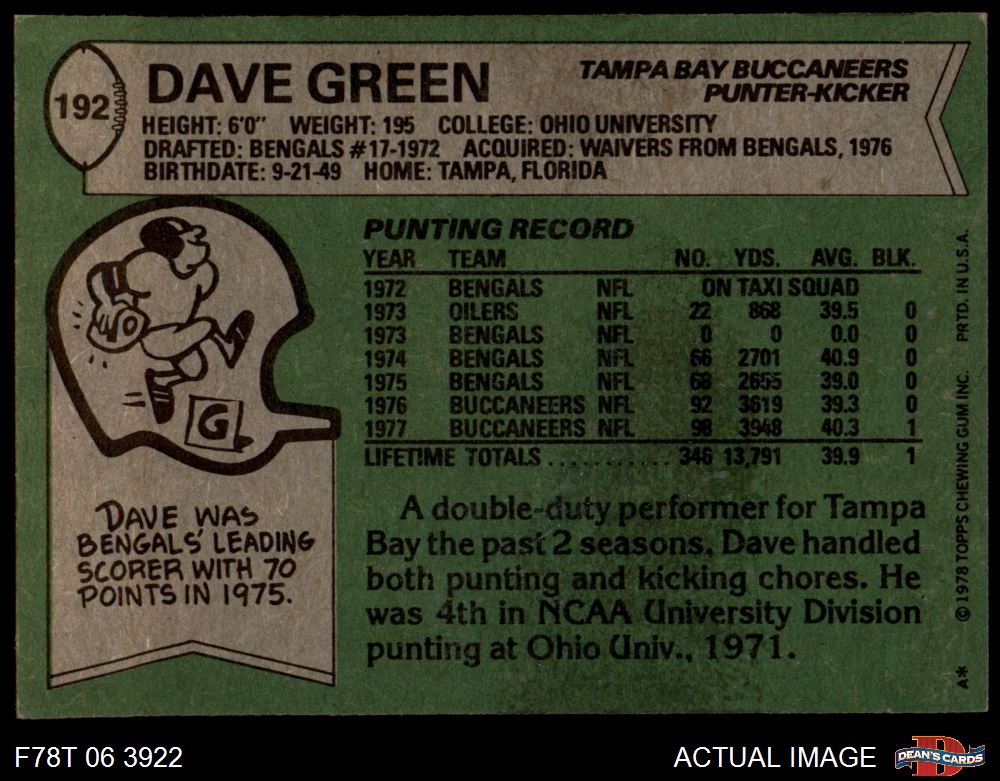 192
DAVE GREEN
TAMPA BAY BUCCANEERS
PUNTER-KICKER
HEIGHT: 6'0" WEIGHT: 195 COLLEGE: OHIO UNIVERSITY
DRAFTED: BENGALS #17-1972 ACQUIRED: WAIVERS FROM BENGALS, 1976
BIRTHDATE: 9-21-49 HOME: TAMPA, FLORIDA
PUNTING RECORD
YEAR TEAM NO. YDS. AVG. BLK.
1972 BENGALS NFL ON TAXI SQUAD
1973 OILERS NFL 22 868 39.5 0
1973 BENGALS NFL 0 0 0.0 0
1974 BENGALS NFL 66 2701 40.9 0
1975 BENGALS NFL 68 2655 39.0 0
1976 BUCCANEERS NFL 92 3619 39.3 0
1977 BUCCANEERS NFL 98 3948 40.3 1
LIFETIME TOTALS ........... 346 13,791 39.9 1
G
DAVE WAS
BENGALS' LEADING
SCORER WITH 70
POINTS IN 1975.
A double-duty performer for Tampa
Bay the past 2 seasons, Dave handled
both punting and kicking chores. He
was 4th in NCAA University Division
punting at Ohio Univ., 1971.
A* © 1978 TOPPS CHEWING GUM INC. PRTD. IN U.S.A.
F78T 06 3922
ACTUAL IMAGE
D
DEAN'S CARDS